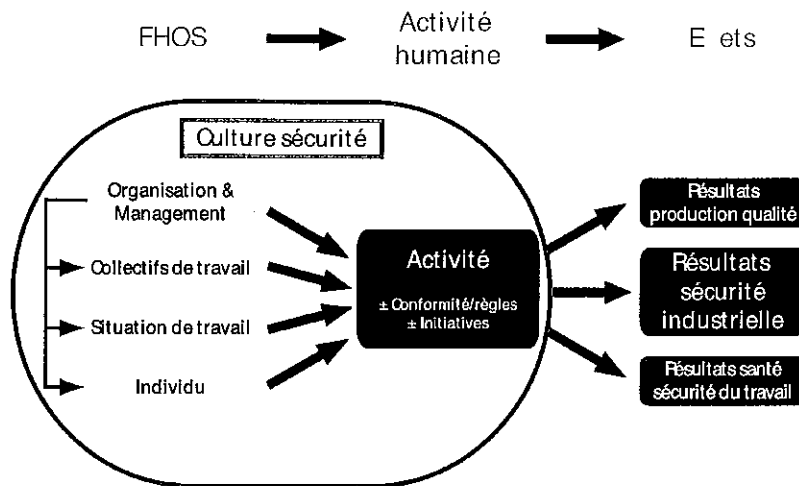 FHOS
Activité
humaine
E ets
Culture sécurité
Organisation &
Management
Collectifs de travail
Situation de travail
Individu
Activité
± Conformité/règles
± Initiatives
Résultats
production qualité
Résultats
sécurité
industrielle
Résultats santé
sécurité du travail